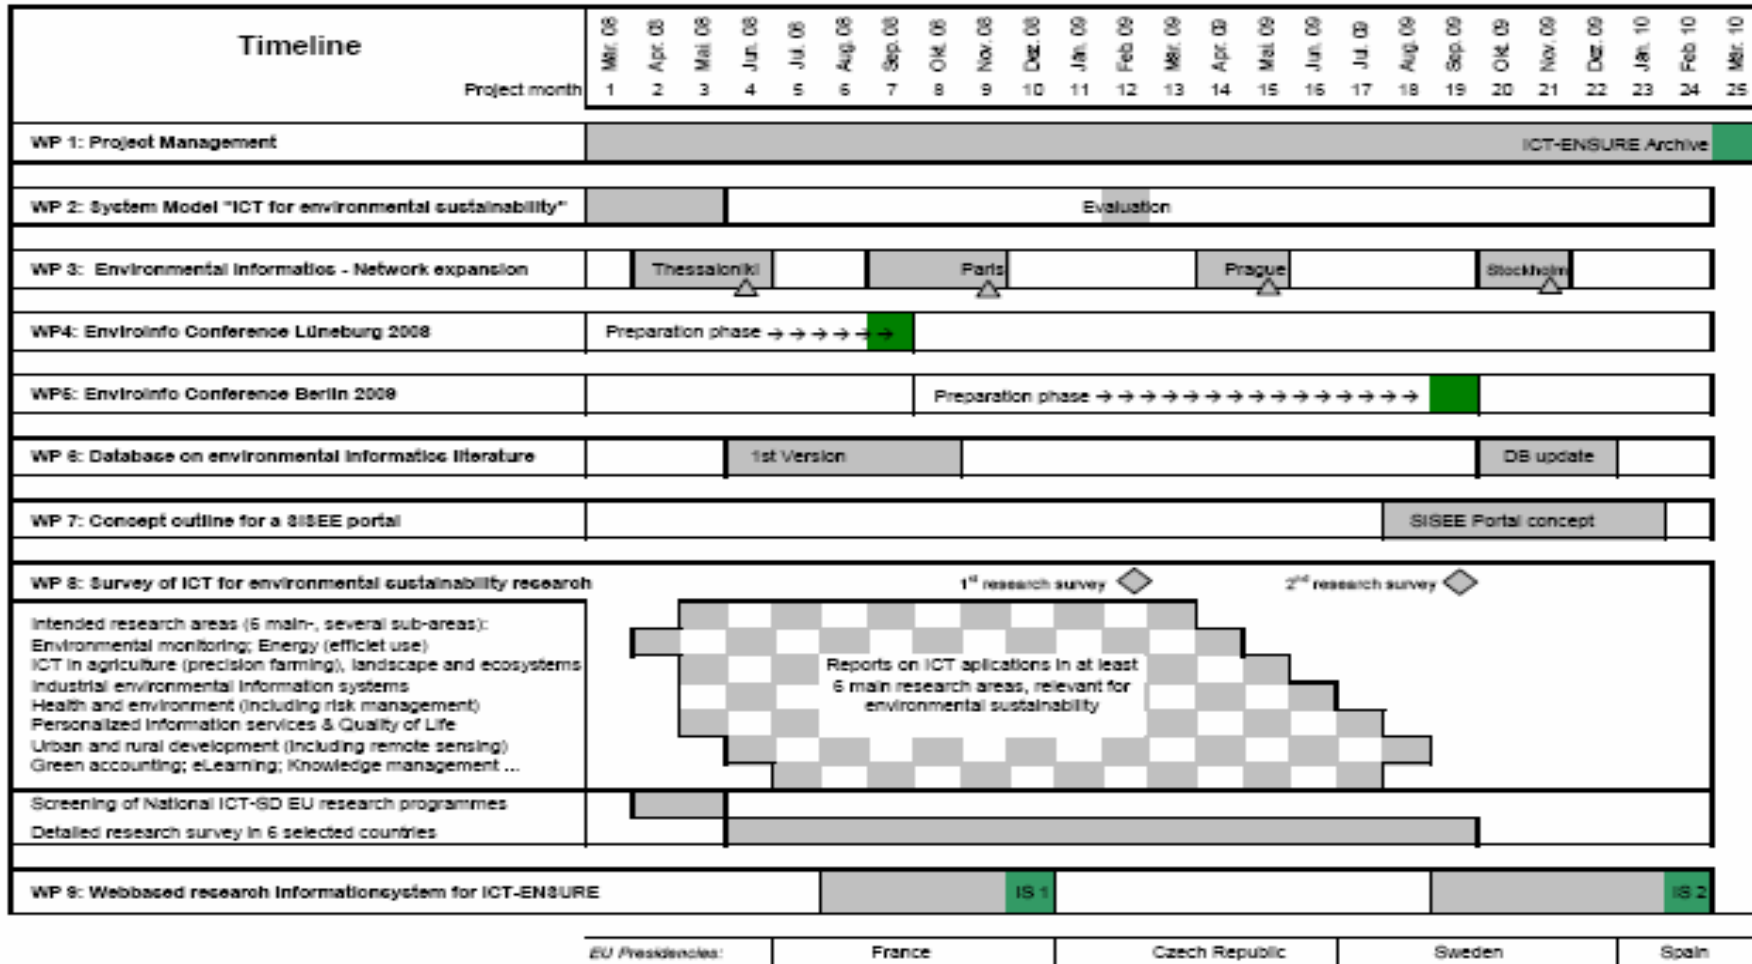 Timeline
Mär. 08 Apr. 08 Mai. 08 Jun. 08 Jul. 08 Aug. 08 Sep. 08 Okt. 08 Nov. 08 Dez. 08 Jän. 09 Feb. 09 Mär. 09 Apr. 09 Mai. 09 Jun. 09 Jul. 09 Aug. 09 Sep. 09 Okt. 09 Nov. 09 Dez. 09 Jän. 10 Feb. 10 Mär. 10
Project month 1 2 3 4 5 6 7 8 9 10 11 12 13 14 15 16 17 18 19 20 21 22 23 24 25
WP 1: Project Management ICT-ENSURE Archive
WP 2: System Model "ICT for environmental sustainability" Evaluation
WP 3: Environmental Informatics - Network expansion Thessaloniki Paris Prague Stockholm
WP4: EnviroInfo Conference Lüneburg 2008 Preparation phase → → → → → → →
WP5: EnviroInfo Conference Berlin 2009 Preparation phase → → → → → → → → → → → → → → → → → →
WP 6: Database on environmental informatics literature 1st Version DB update
WP 7: Concept outline for a SISEE portal SISEE Portal concept
WP 8: Survey of ICT for environmental sustainability research 1st research survey 2nd research survey
Intended research areas (6 main-, several sub-areas):
Environmental monitoring; Energy (efficiet use)
ICT in agriculture (precision farming), landscape and ecosystems
Industrial environmental information systems
Health and environment (including risk management)
Personalized information services & Quality of Life
Urban and rural development (including remote sensing)
Green accounting; eLearning; Knowledge management ...
Reports on ICT aplications in at least
6 main research areas, relevant for
environmental sustainability
Screening of National ICT-SD EU research programmes
Detailed research survey in 6 selected countries
WP 9: Webbased research informationsystem for ICT-ENSURE IS 1 IS 2
EU Presidencies: France Czech Republic Sweden Spain